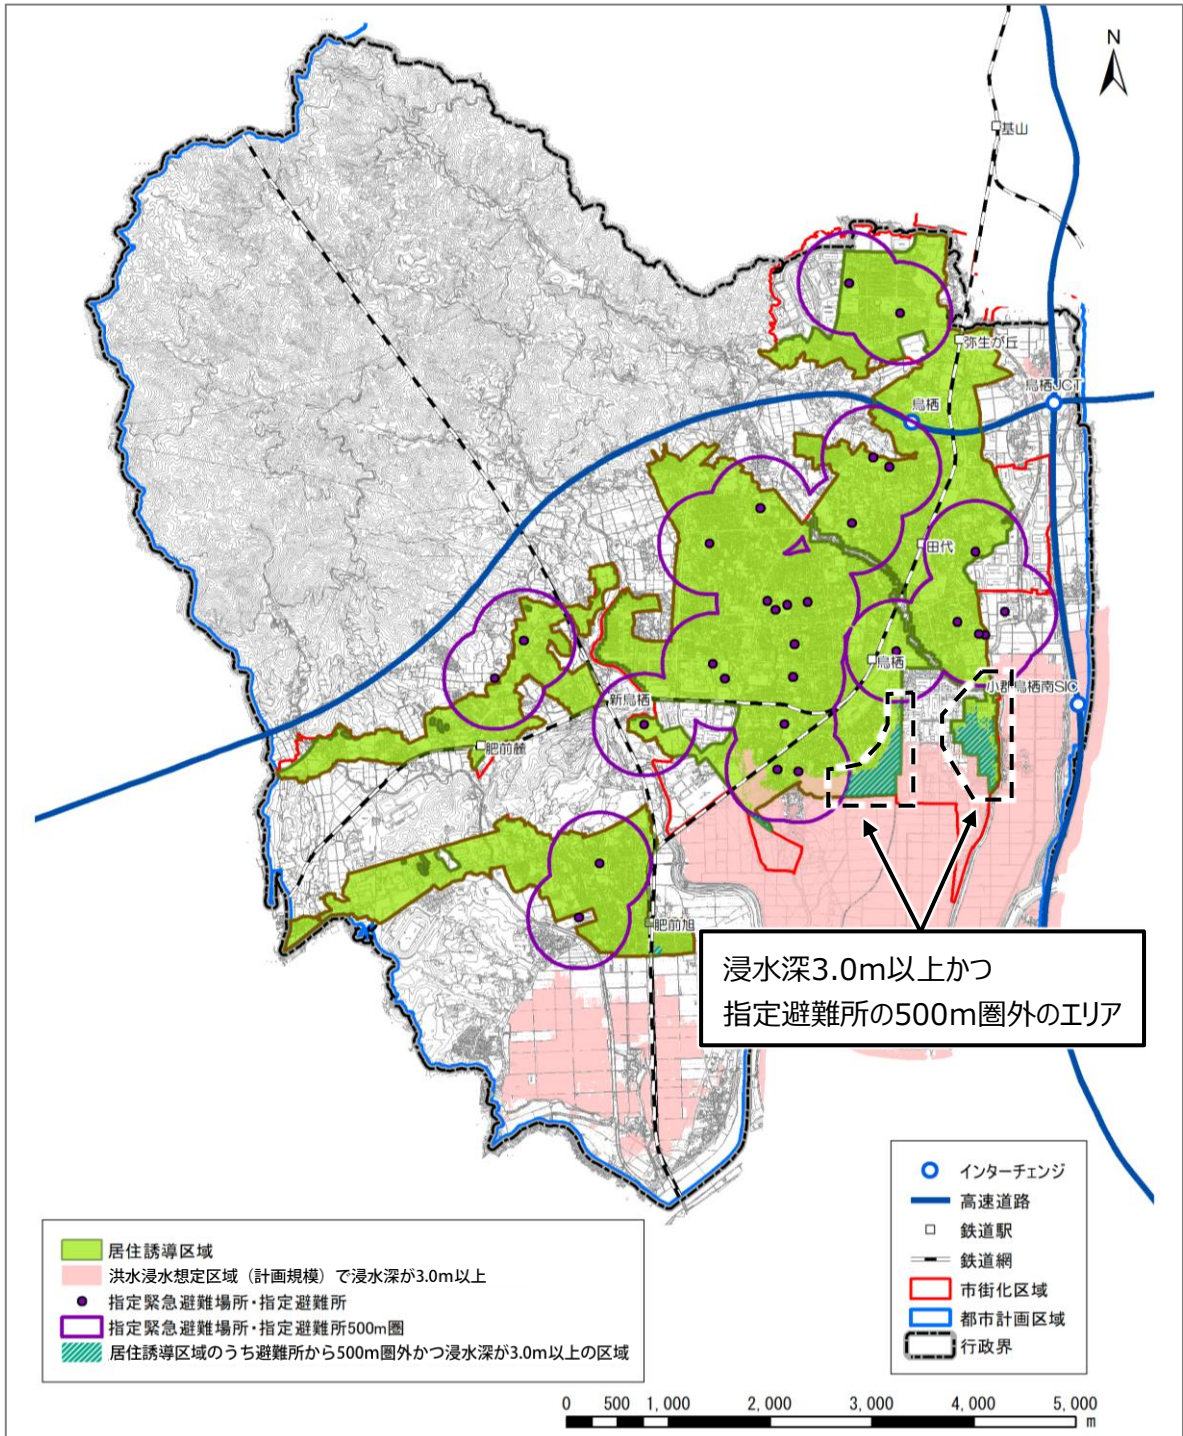 N
基山
弥生が丘
鳥栖JCT
鳥栖
田代
鳥栖
小郡鳥栖南SIC
新鳥栖
肥前麓
肥前旭
浸水深3.0m以上かつ
指定避難所の500m圏外のエリア
インターチェンジ
高速道路
鉄道駅
鉄道網
市街化区域
都市計画区域
行政界
居住誘導区域
洪水浸水想定区域（計画規模）で浸水深が3.0m以上
指定緊急避難場所・指定避難所
指定緊急避難場所・指定避難所500m圏
居住誘導区域のうち避難所から500m圏外かつ浸水深が3.0m以上の区域
0 500 1,000 2,000 3,000 4,000 5,000
m